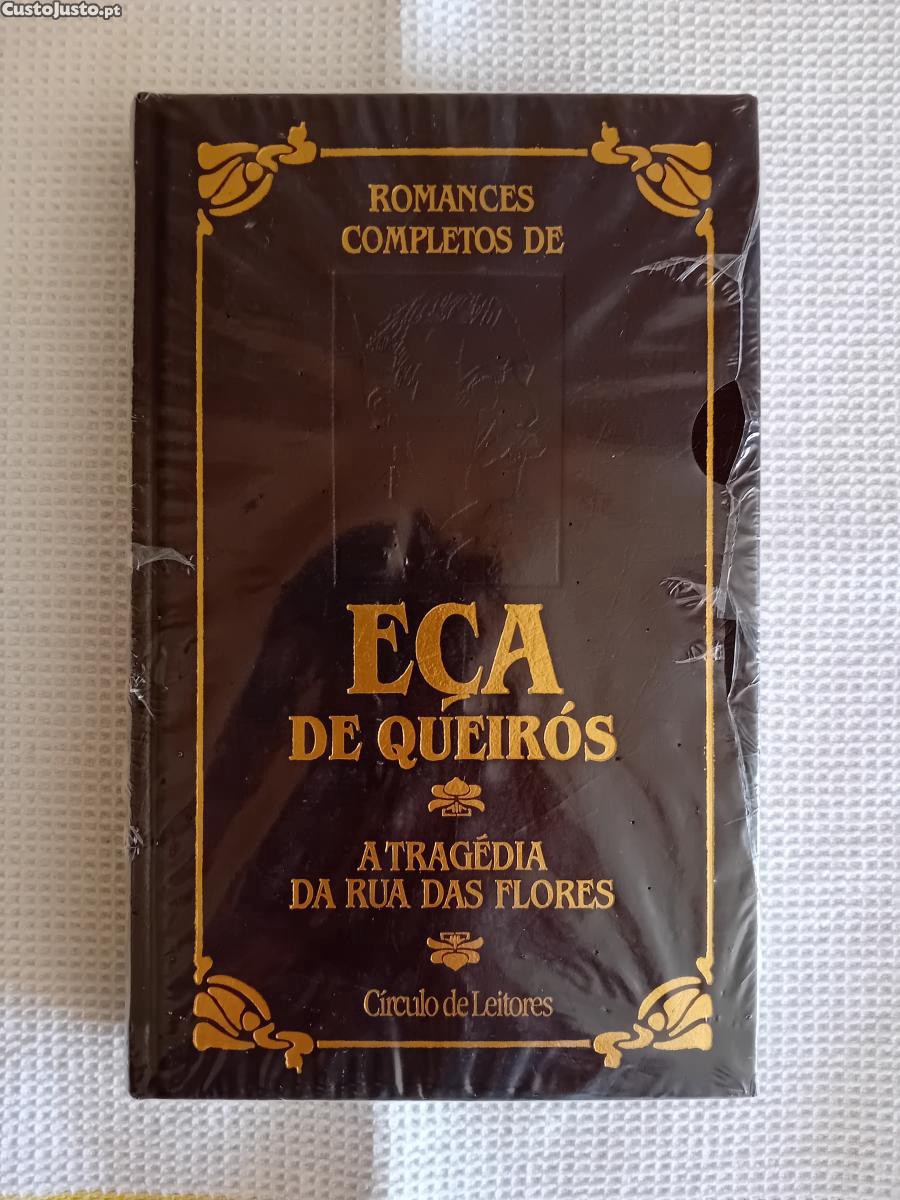 CustoJusto.pt
ROMANCES
COMPLETOS DE
EÇA
DE QUEIRÓS
A TRAGÉDIA
DA RUA DAS FLORES
Círculo de Leitores